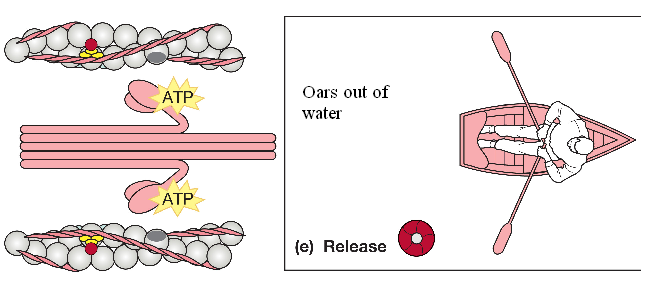 ATP
ATP
Oars out of
water
(e) Release